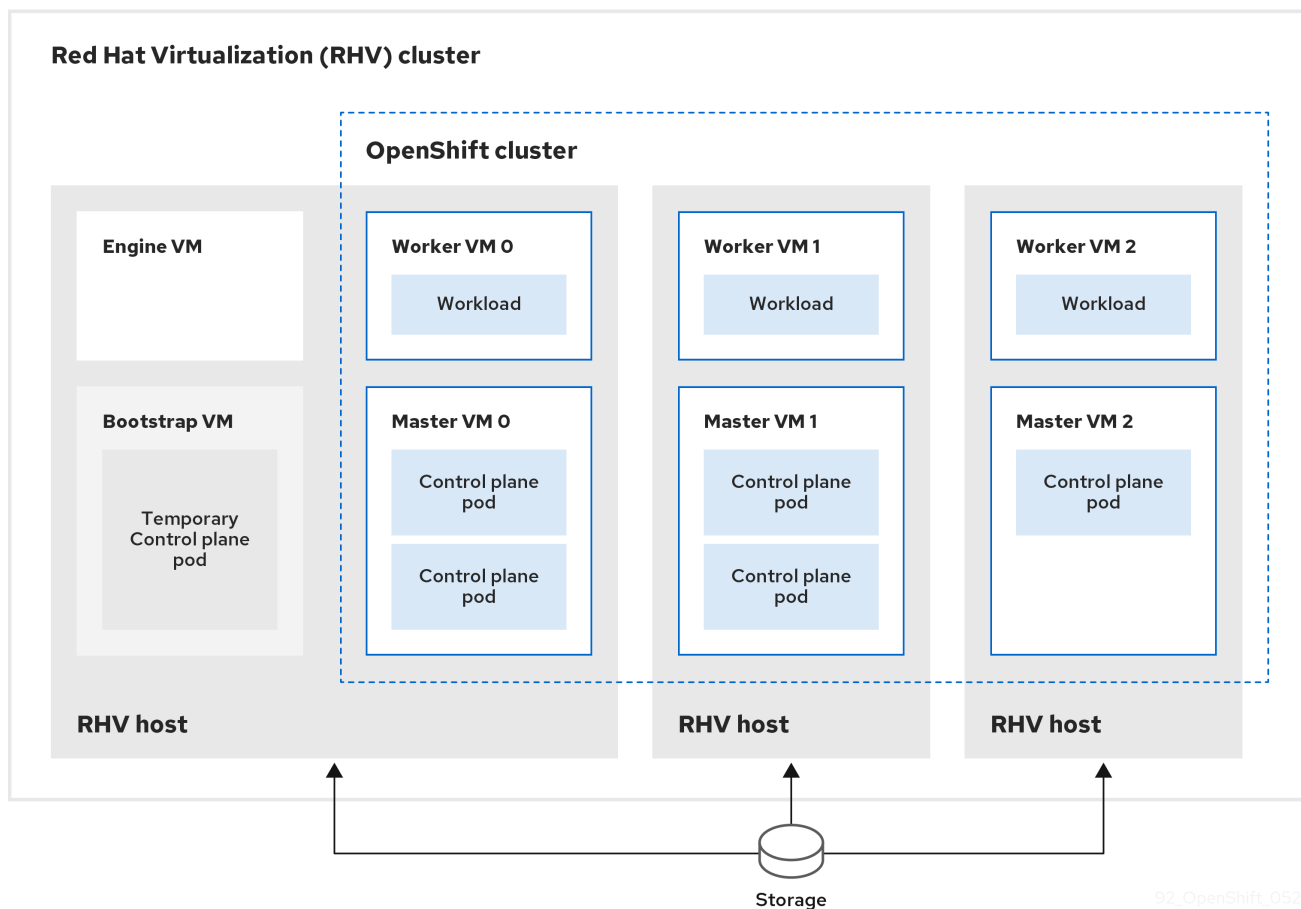 Red Hat Virtualization (RHV) cluster
OpenShift cluster
Engine VM
Worker VM 0
Workload
Worker VM 1
Workload
Worker VM 2
Workload
Bootstrap VM
Temporary
Control plane
pod
Master VM 0
Control plane
pod
Control plane
pod
Master VM 1
Control plane
pod
Control plane
pod
Master VM 2
Control plane
pod
RHV host
RHV host
RHV host
Storage
92_OpenShift_052